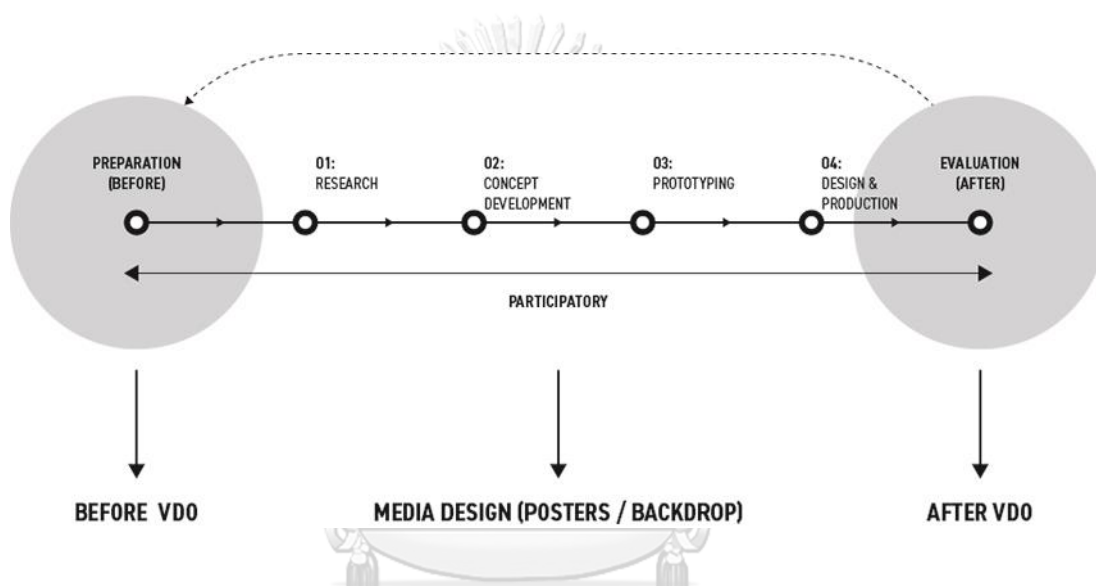 PREPARATION
(BEFORE)
01:
RESEARCH
02:
CONCEPT
DEVELOPMENT
03:
PROTOTYPING
04:
DESIGN &
PRODUCTION
EVALUATION
(AFTER)
PARTICIPATORY
BEFORE VDO
MEDIA DESIGN (POSTERS / BACKDROP)
AFTER VDO